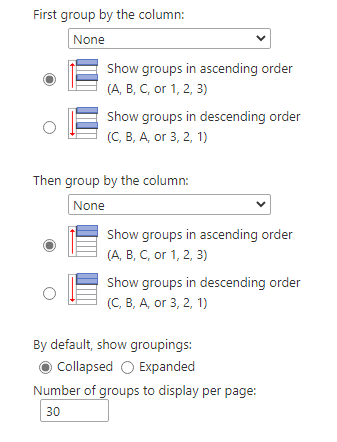 First group by the column:
None
Show groups in ascending order
(A, B, C, or 1, 2, 3)
Show groups in descending order
(C, B, A, or 3, 2, 1)
Then group by the column:
None
Show groups in ascending order
(A, B, C, or 1, 2, 3)
Show groups in descending order
(C, B, A, or 3, 2, 1)
By default, show groupings:
Collapsed Expanded
Number of groups to display per page:
30